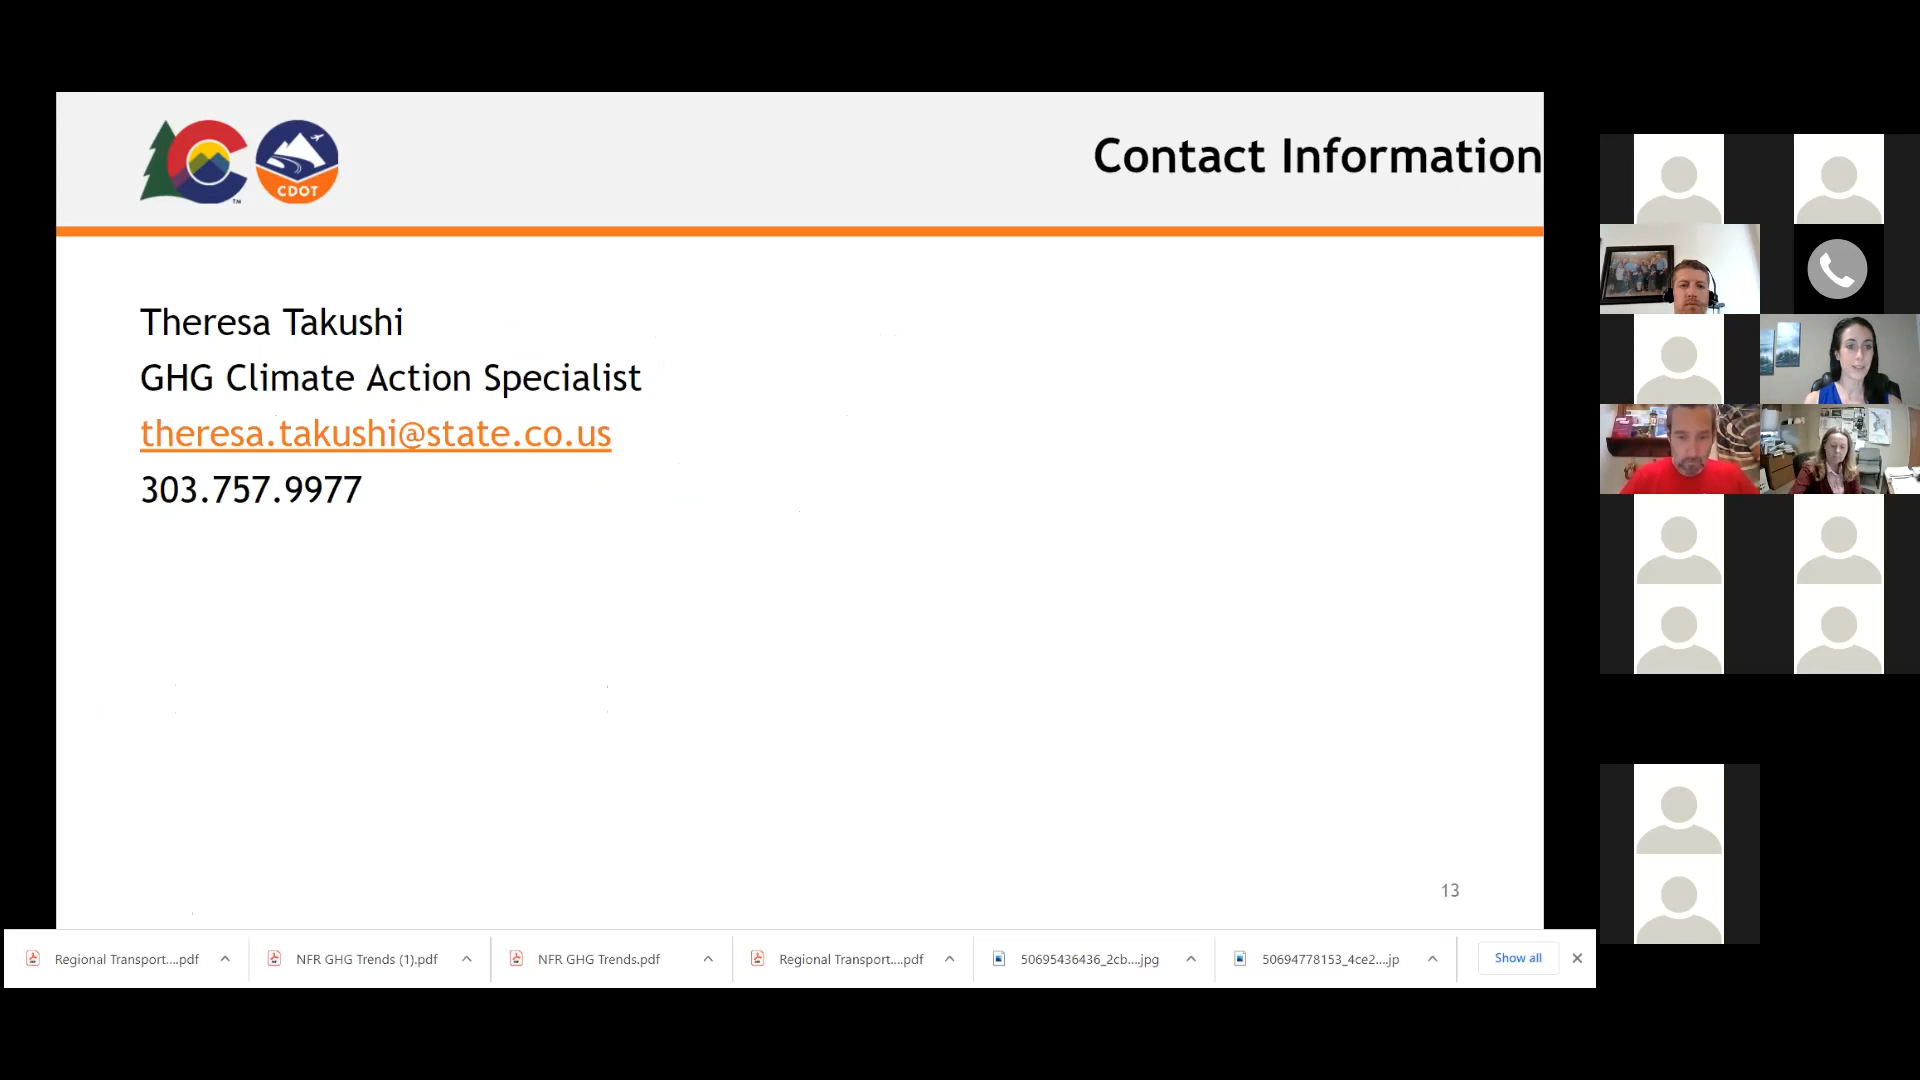 CDOT
TM
Contact Information
Theresa Takushi
GHG Climate Action Specialist
theresa.takushi@state.co.us
303.757.9977
13
Regional Transport....pdf
NFR GHG Trends (1).pdf
NFR GHG Trends.pdf
Regional Transport....pdf
50695436436_2cb....jpg
50694778153_4ce2....jp
Show all